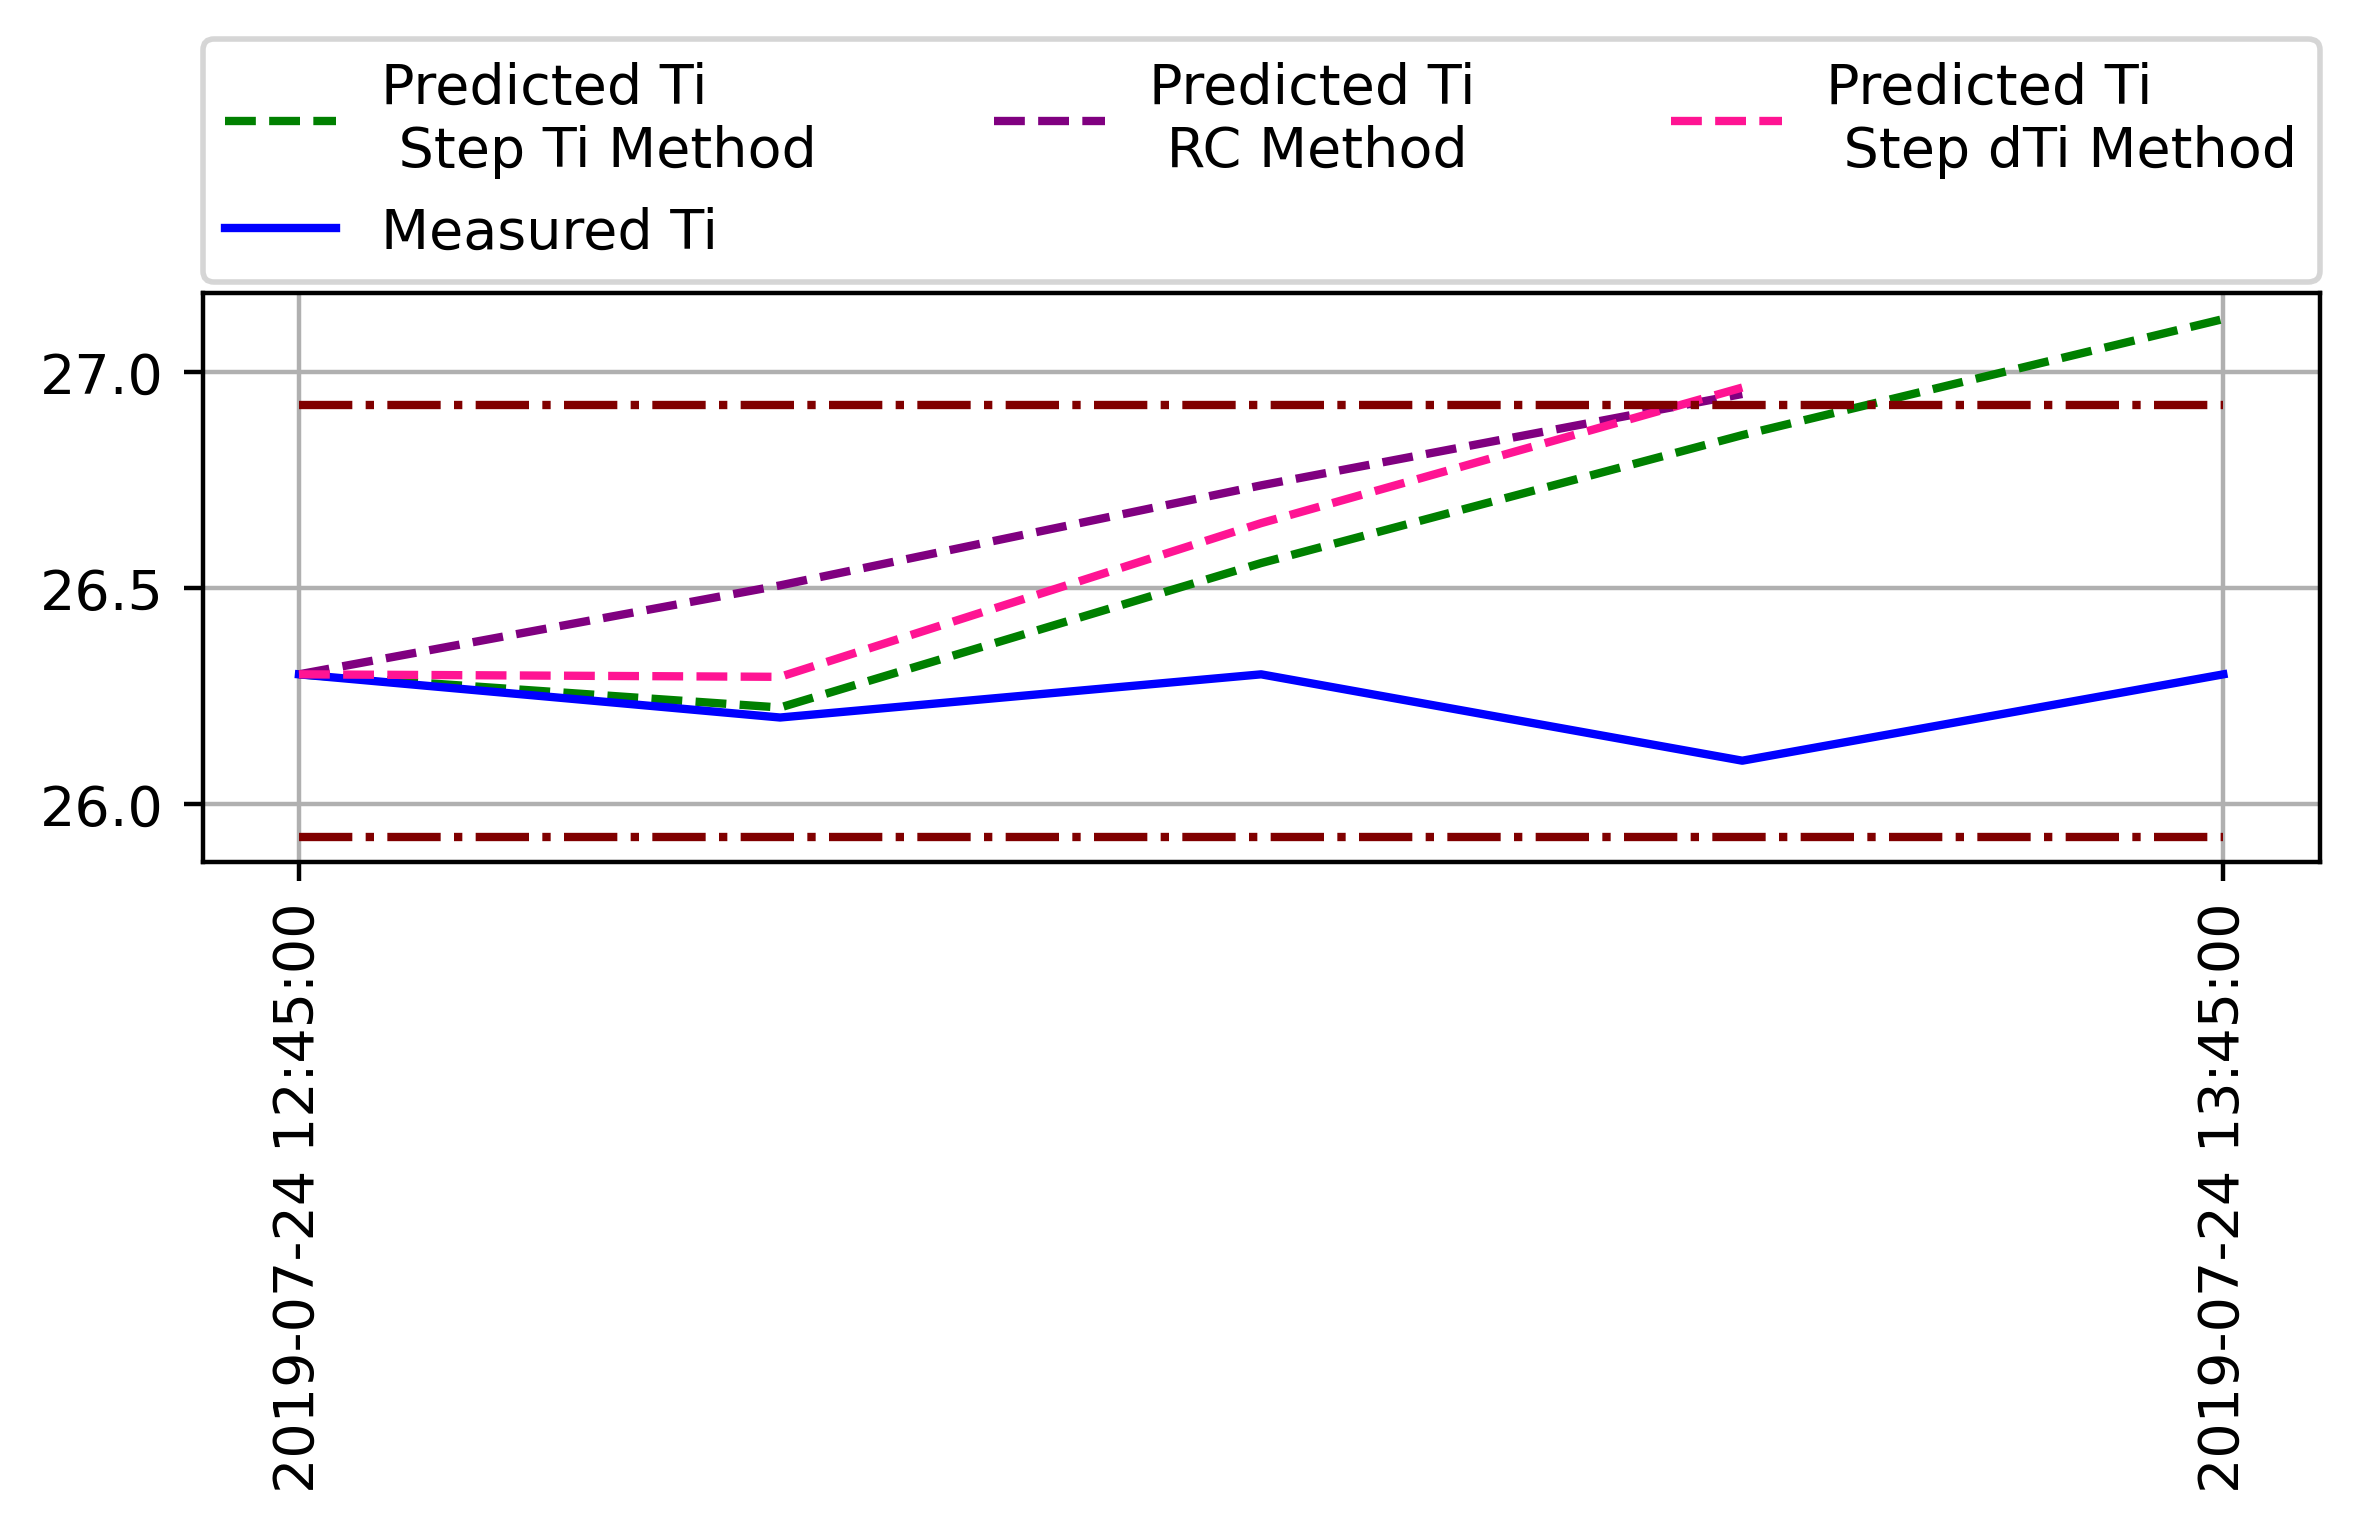 Predicted Ti
Step Ti Method
Predicted Ti
RC Method
Predicted Ti
Step dTi Method
Measured Ti
27.0
26.5
26.0
2019-07-24 12:45:00
2019-07-24 13:45:00